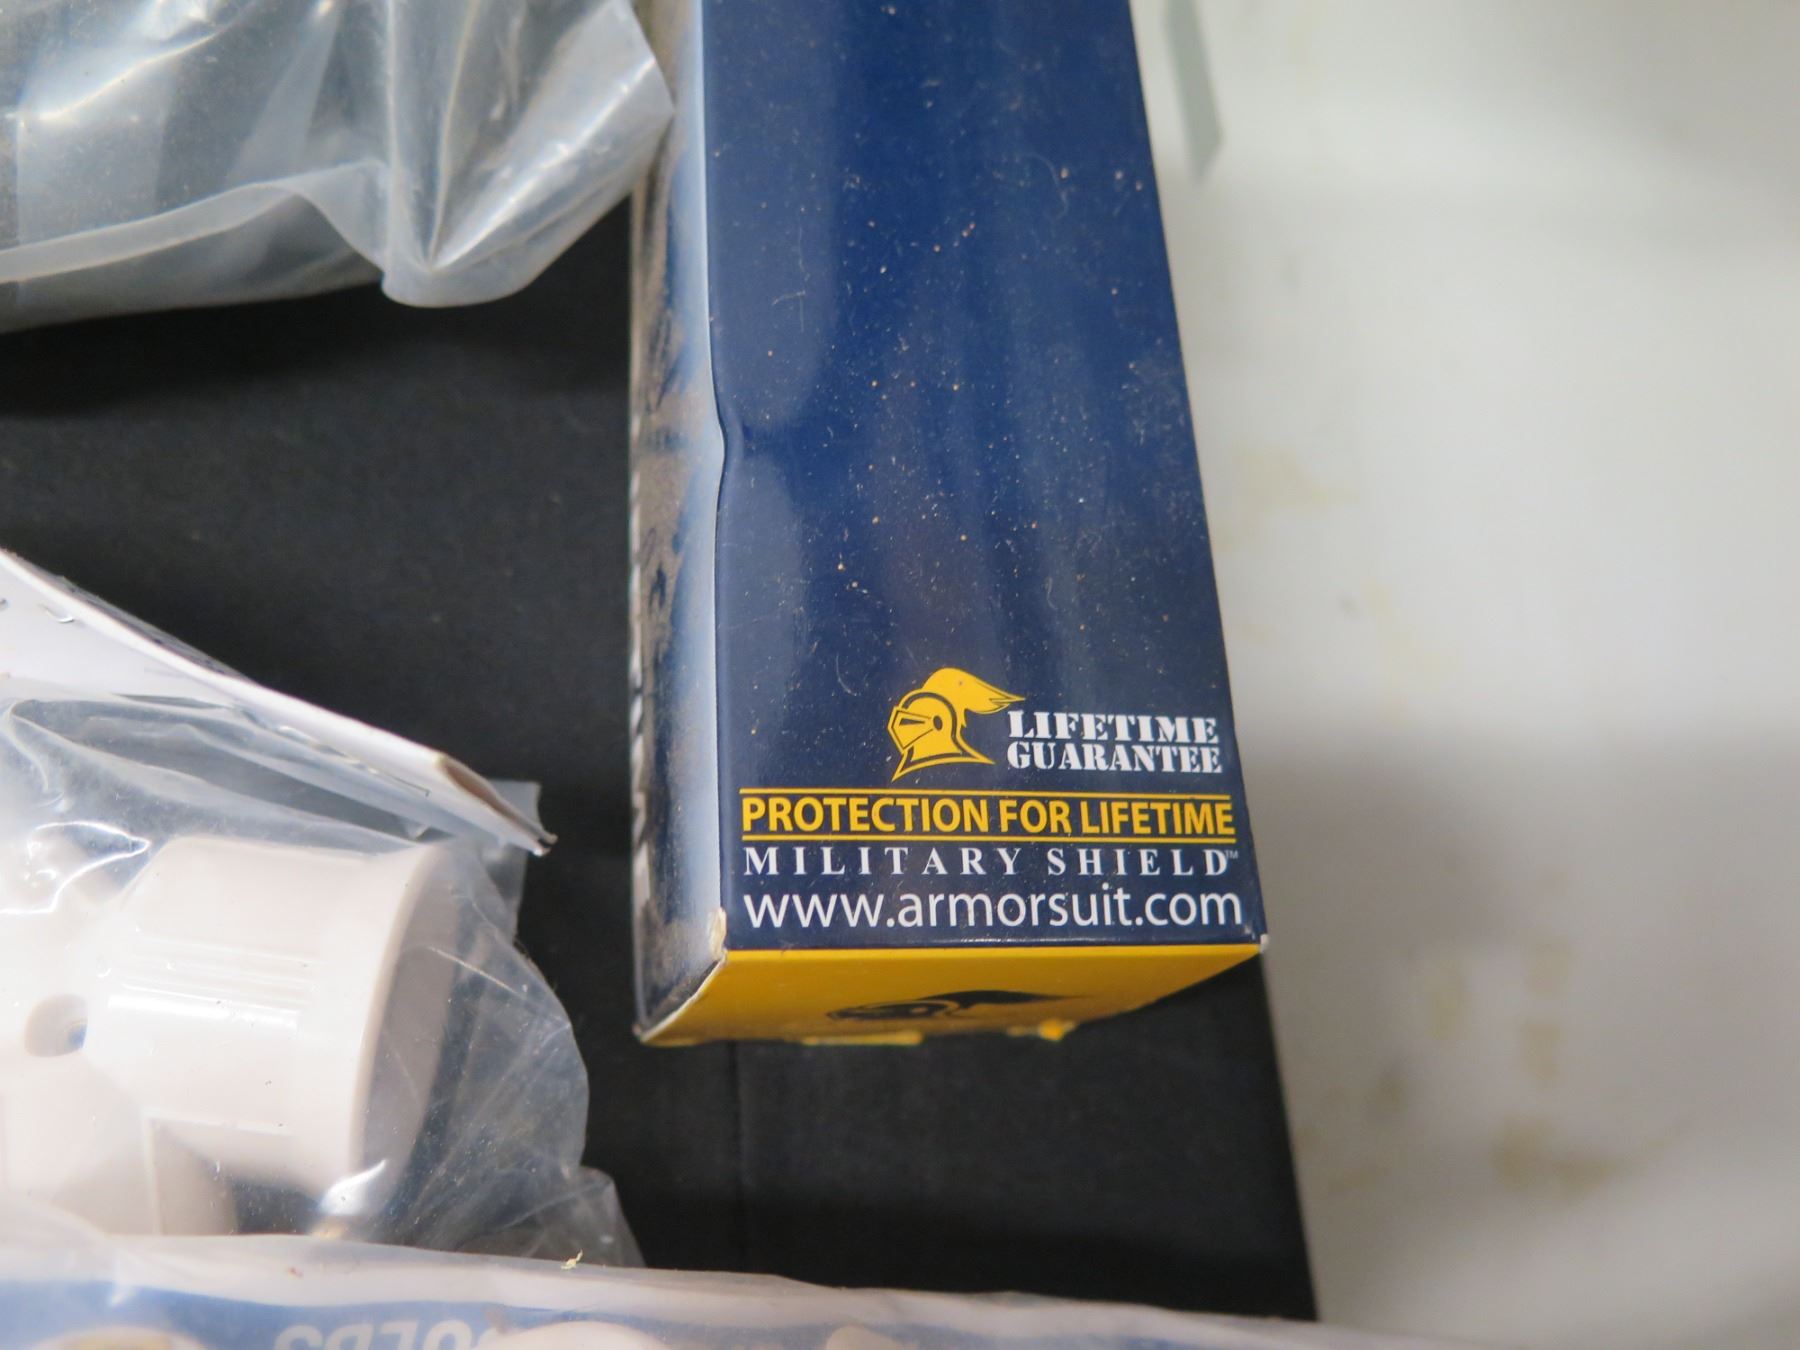 LIFETIME
GUARANTEE
PROTECTION FOR LIFETIME
MILITARY SHIELD™
www.armorsuit.com